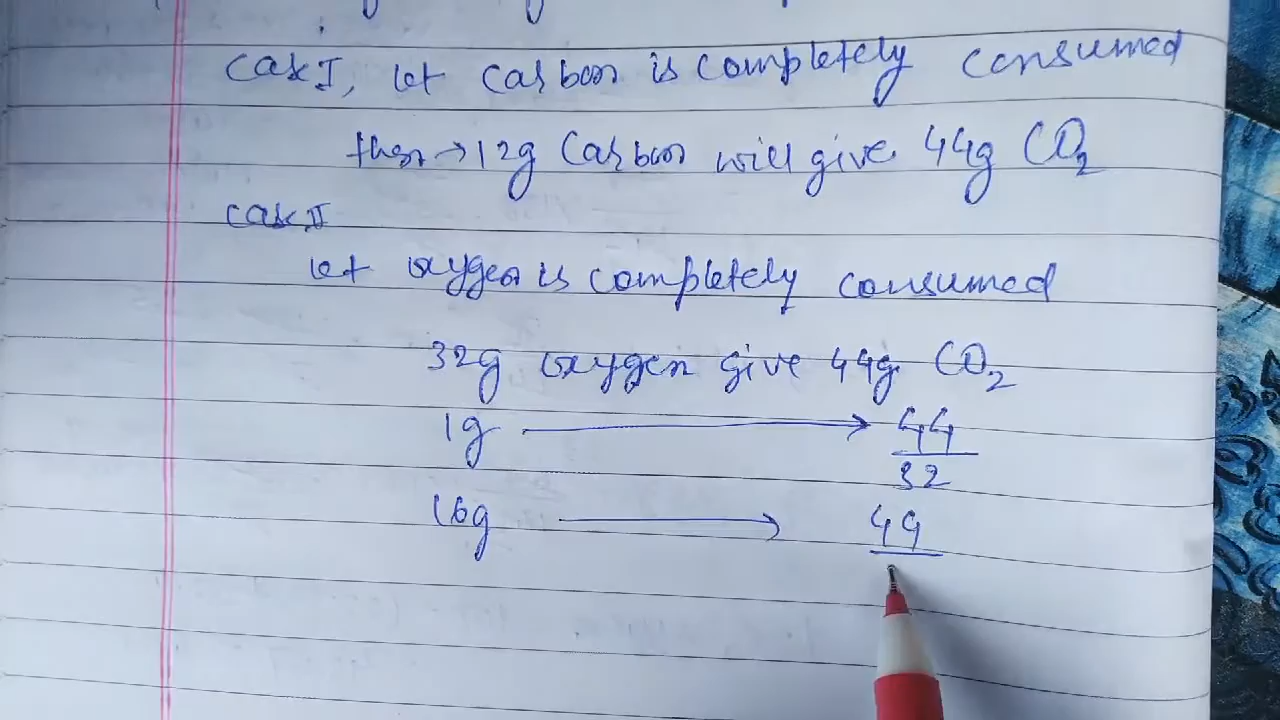 Case I, let Carbon is completely consumed
then → 12g Carbon will give 44g CO₂
Case II
let oxygen is completely consumed
32g oxygen give 44g CO₂
1g → 44/32
16g → 44